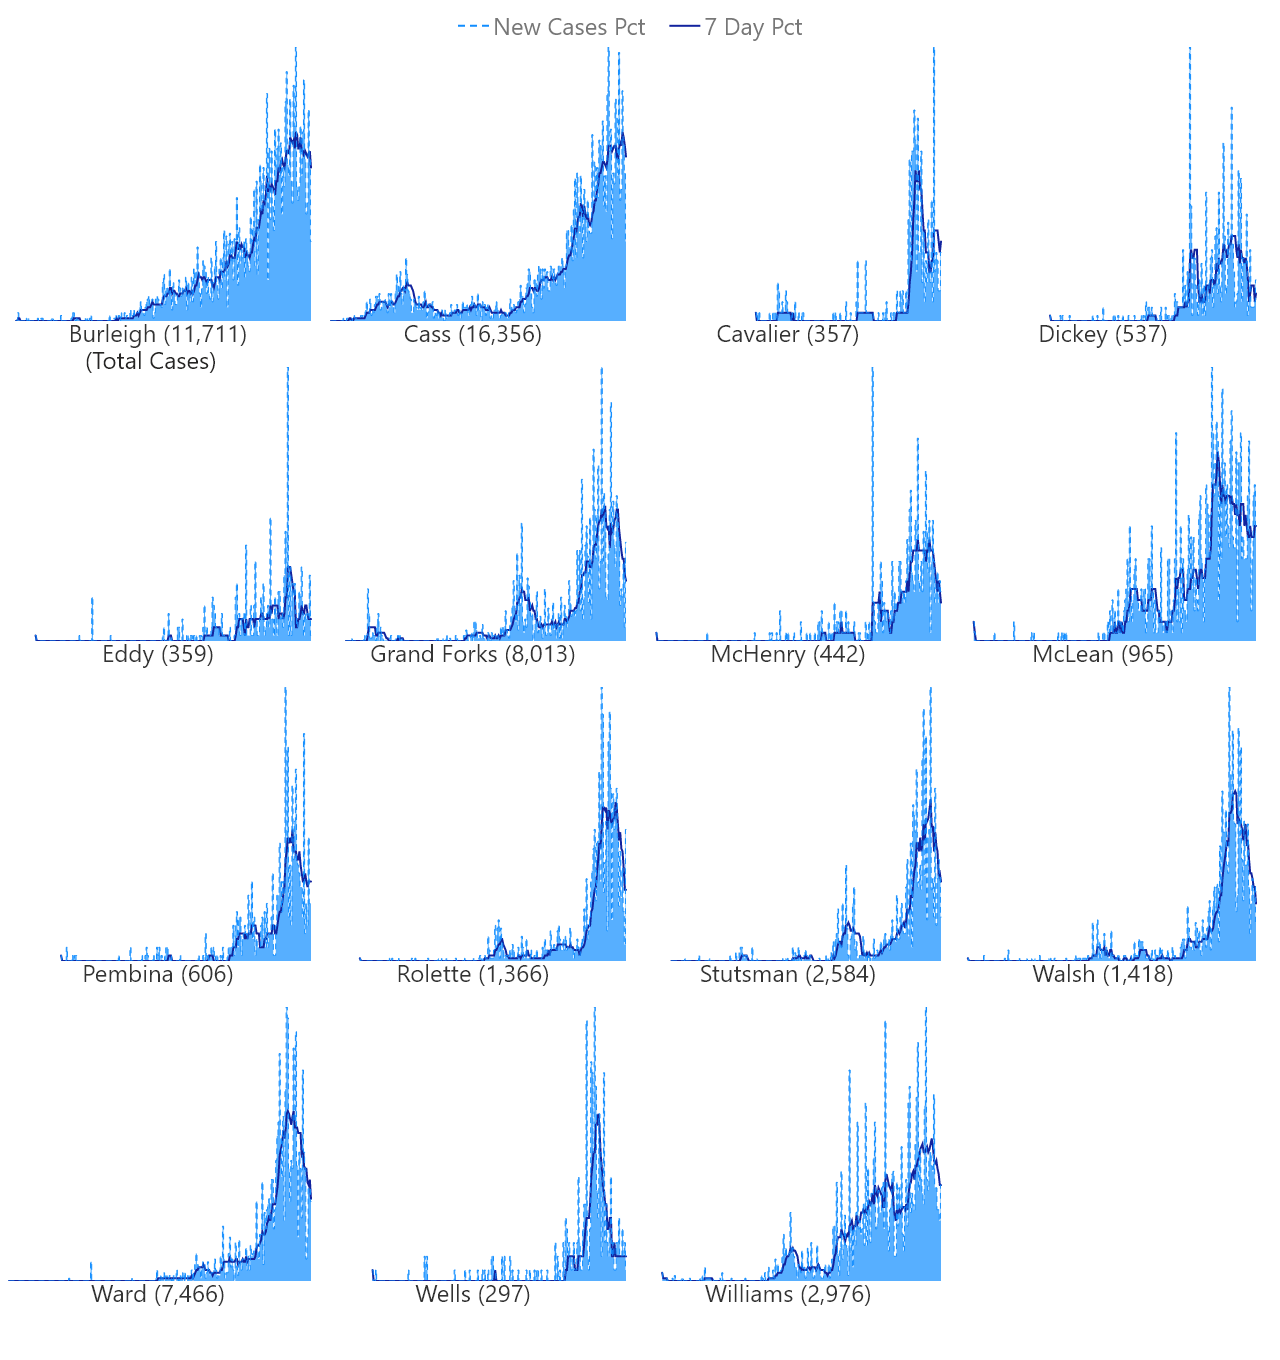 New Cases Pct 7 Day Pct
Burleigh (11,711) Cass (16,356) Cavalier (357) Dickey (537)
(Total Cases)
Eddy (359) Grand Forks (8,013) McHenry (442) McLean (965)
Pembina (606) Rolette (1,366) Stutsman (2,584) Walsh (1,418)
Ward (7,466) Wells (297) Williams (2,976)